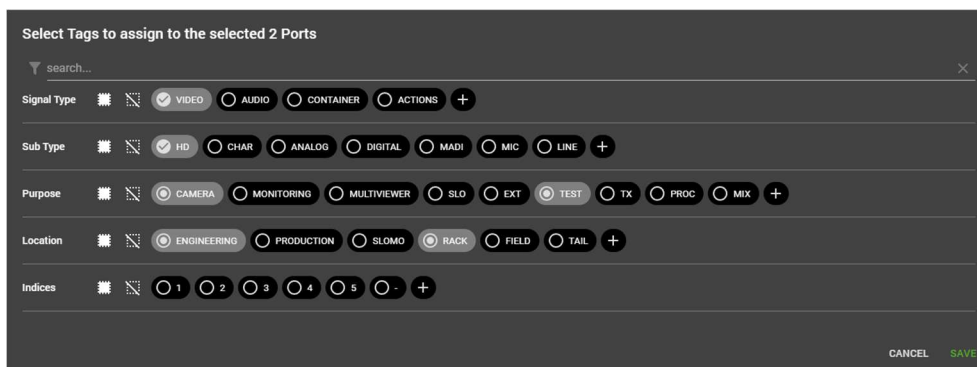 Select Tags to assign to the selected 2 Ports
search...
Signal Type VIDEO AUDIO CONTAINER ACTIONS +
Sub Type HD CHAR ANALOG DIGITAL MADI MIC LINE +
Purpose CAMERA MONITORING MULTIVIEWER SLO EXT TEST TX PROC MIX +
Location ENGINEERING PRODUCTION SLOMO RACK FIELD TAIL +
Indices 1 2 3 4 5 - +
CANCEL SAVE